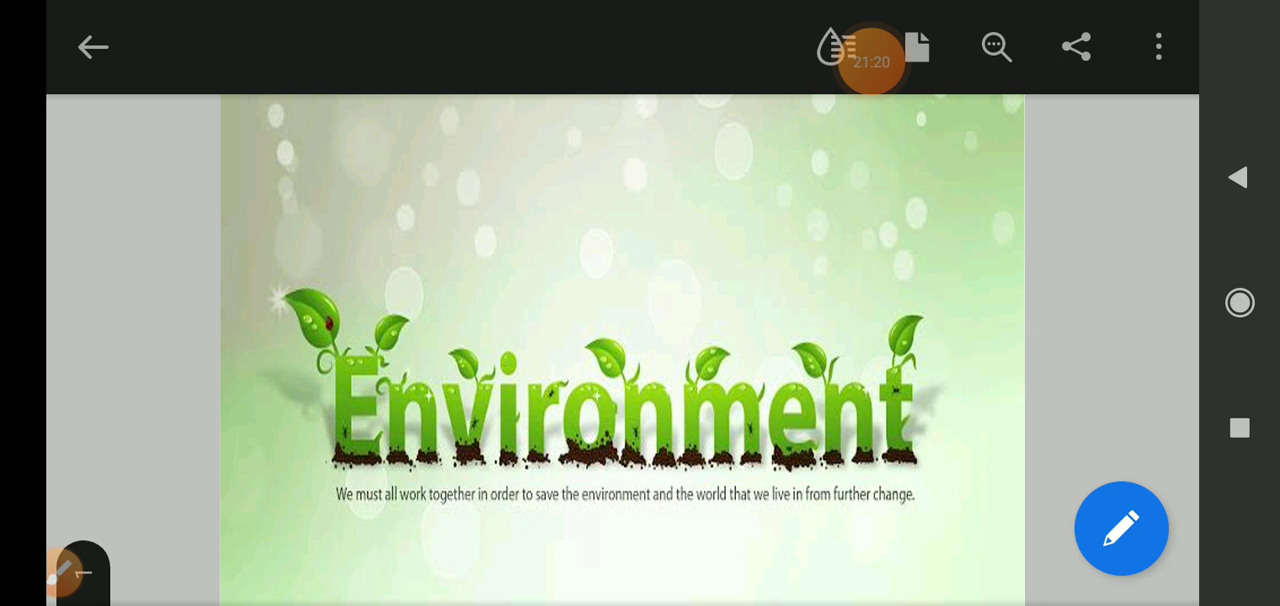 21:20
Environment
We must all work together in order to save the environment and the world that we live in from further change.